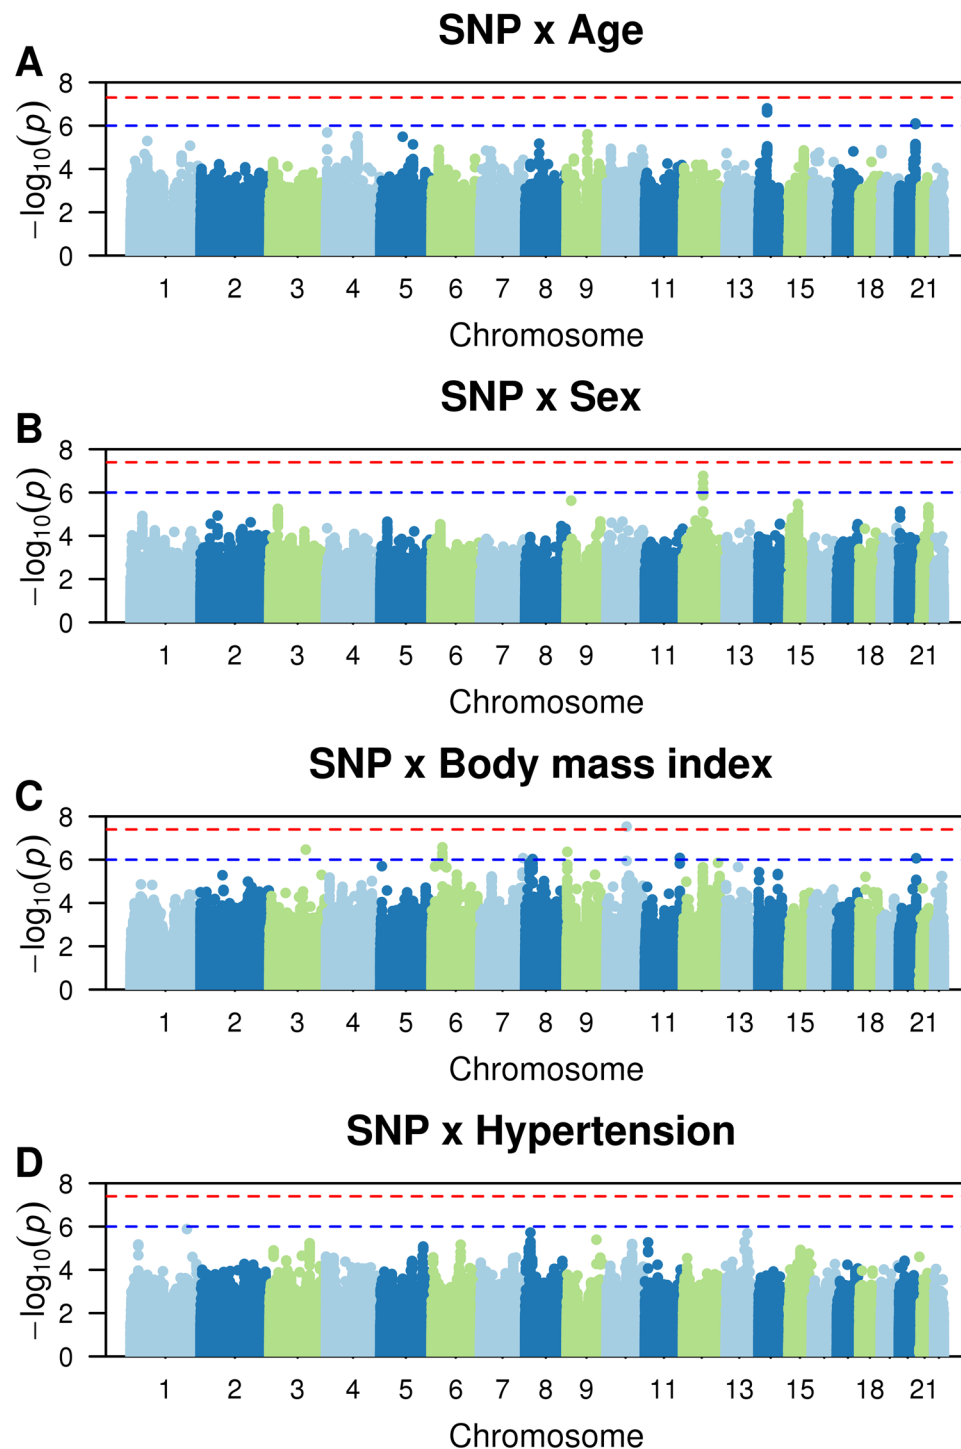 SNP x Age
A
8
6
4
2
0
−log10(p)
1 2 3 4 5 6 7 8 9 11 13 15 18 21
Chromosome
SNP x Sex
B
8
6
4
2
0
−log10(p)
1 2 3 4 5 6 7 8 9 11 13 15 18 21
Chromosome
SNP x Body mass index
C
8
6
4
2
0
−log10(p)
1 2 3 4 5 6 7 8 9 11 13 15 18 21
Chromosome
SNP x Hypertension
D
8
6
4
2
0
−log10(p)
1 2 3 4 5 6 7 8 9 11 13 15 18 21
Chromosome